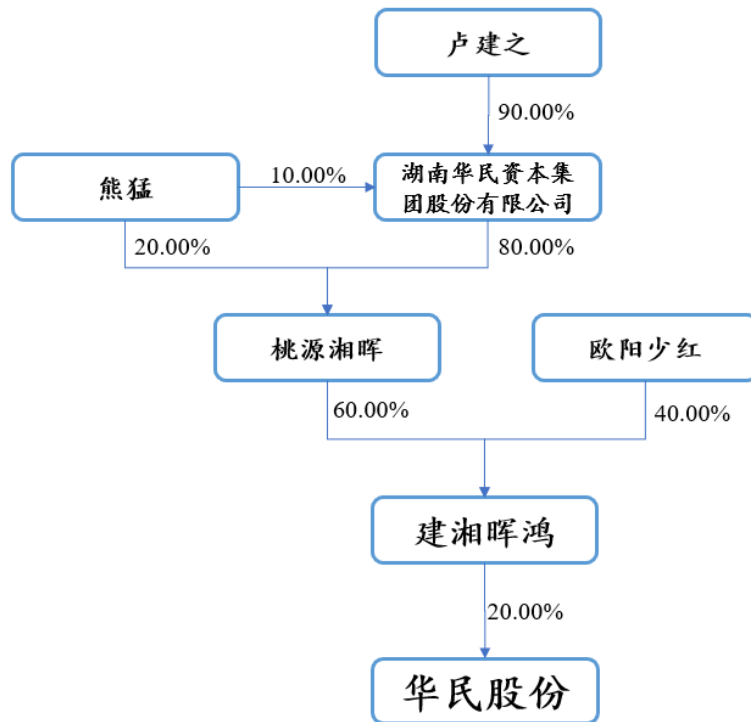 卢建之
90.00%
熊猛
10.00%
湖南华民资本集
团股份有限公司
20.00%
80.00%
桃源湘晖
欧阳少红
60.00%
40.00%
建湘晖鸿
20.00%
华民股份